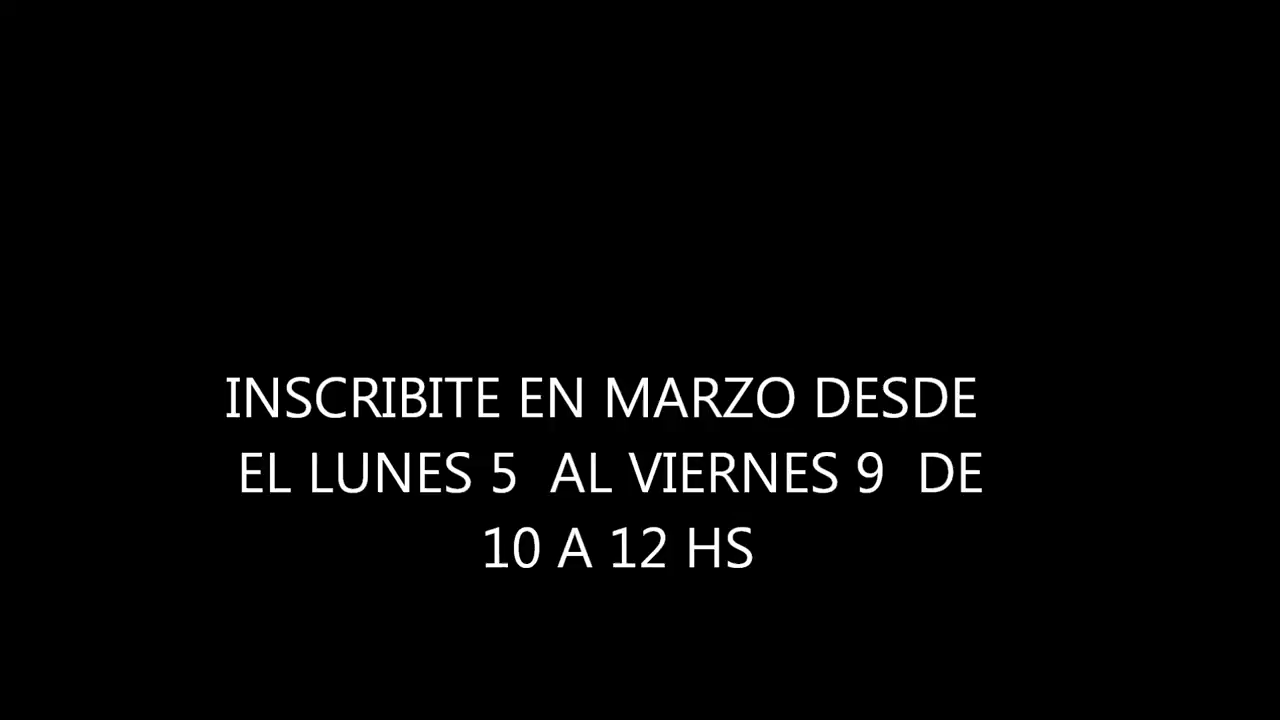 INSCRIBITE EN MARZO DESDE
EL LUNES 5 AL VIERNES 9 DE
10 A 12 HS